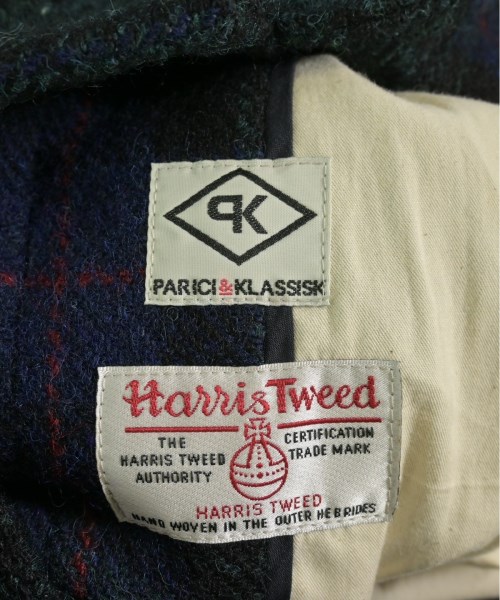 PK
PARICI&KLASSISK
Harris Tweed
THE
HARRIS TWEED
AUTHORITY
CERTIFICATION
TRADE MARK
HARRIS TWEED
HAND WOVEN IN THE OUTER HEBRIDES